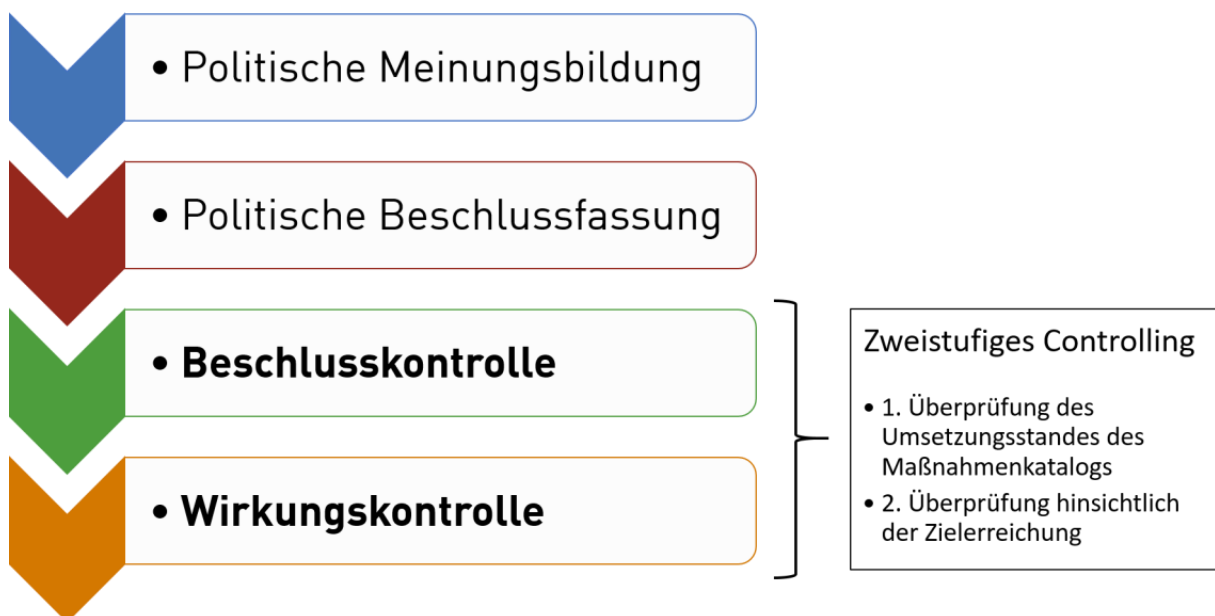 • Politische Meinungsbildung
• Politische Beschlussfassung
• Beschlusskontrolle
• Wirkungskontrolle
Zweistufiges Controlling
• 1. Überprüfung des
Umsetzungsstandes des
Maßnahmenkatalogs
• 2. Überprüfung hinsichtlich
der Zielerreichung